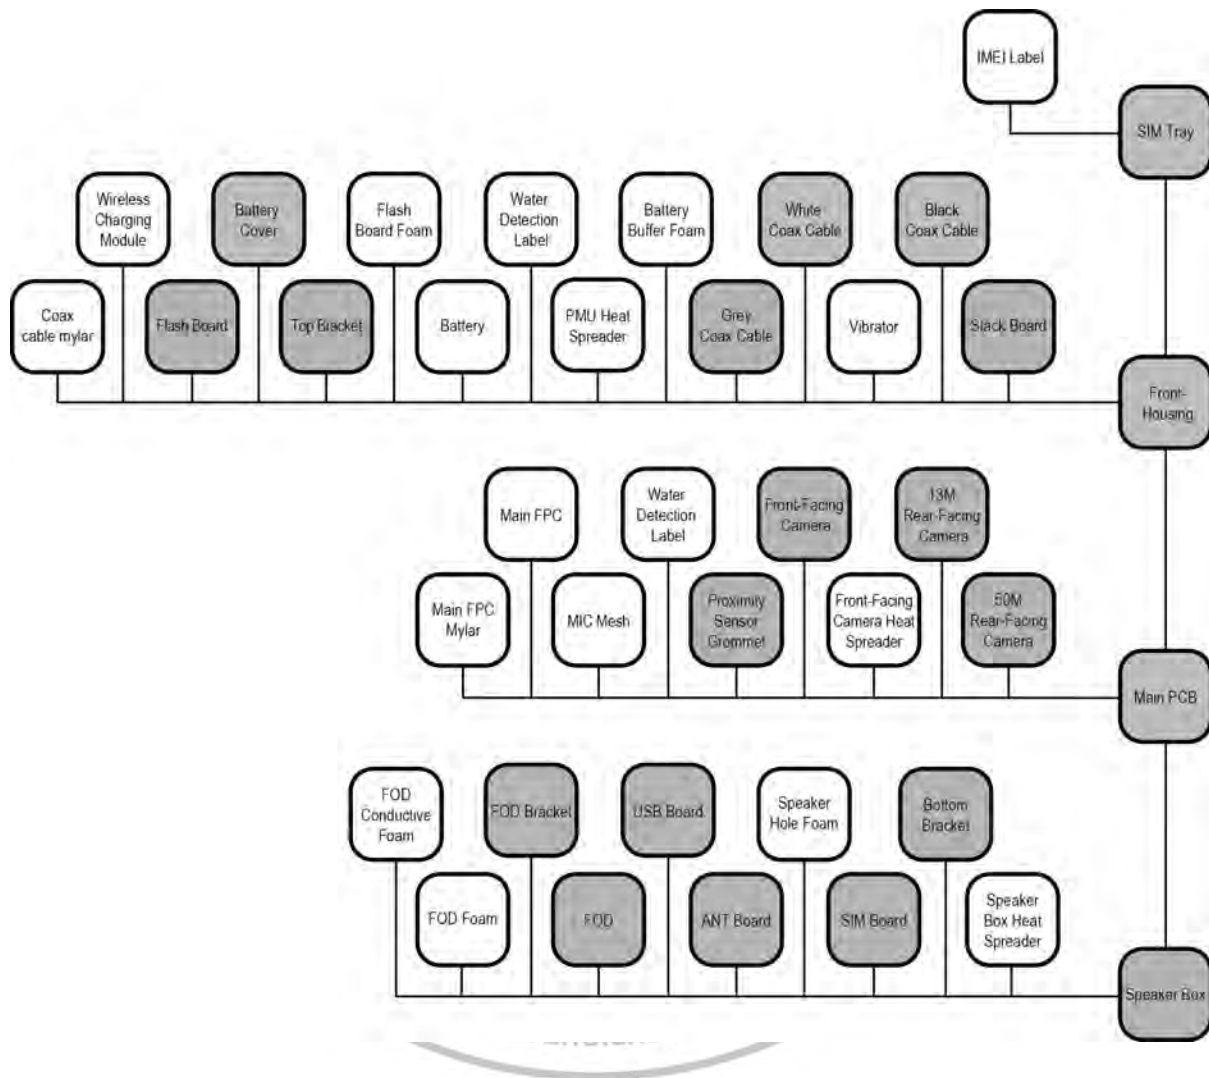 IMEI Label
SIM Tray
Wireless
Charging
Module
Battery
Cover
Flash
Board Foam
Water
Detection
Label
Battery
Buffer Foam
White
Coax Cable
Black
Coax Cable
Coax
cable mylar
Flash Board
Top Bracket
Battery
PMU Heat
Spreader
Grey
Coax Cable
Vibrator
Slack Board
Front-
Housing
Main FPC
Water
Detection
Label
Front-Facing
Camera
13M
Rear-Facing
Camera
Main FPC
Mylar
MIC Mesh
Proximity
Sensor
Grommet
Front-Facing
Camera Heat
Spreader
50M
Rear-Facing
Camera
Main PCB
FOD
Conductive
Foam
FOD Bracket
USB Board
Speaker
Hole Foam
Bottom
Bracket
FOD Foam
FOD
ANT Board
SIM Board
Speaker
Box Heat
Spreader
Speaker Box